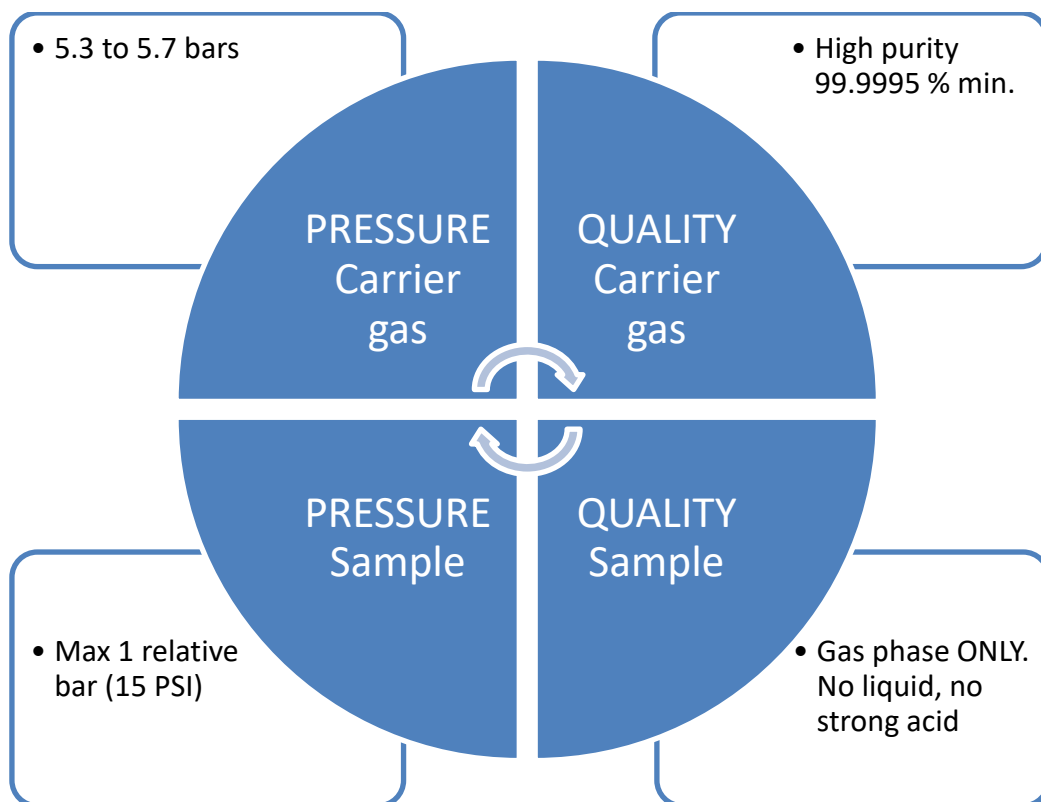 • 5.3 to 5.7 bars
• High purity
99.9995 % min.
PRESSURE
Carrier
gas
QUALITY
Carrier
gas
PRESSURE
Sample
QUALITY
Sample
• Max 1 relative
bar (15 PSI)
• Gas phase ONLY.
No liquid, no
strong acid